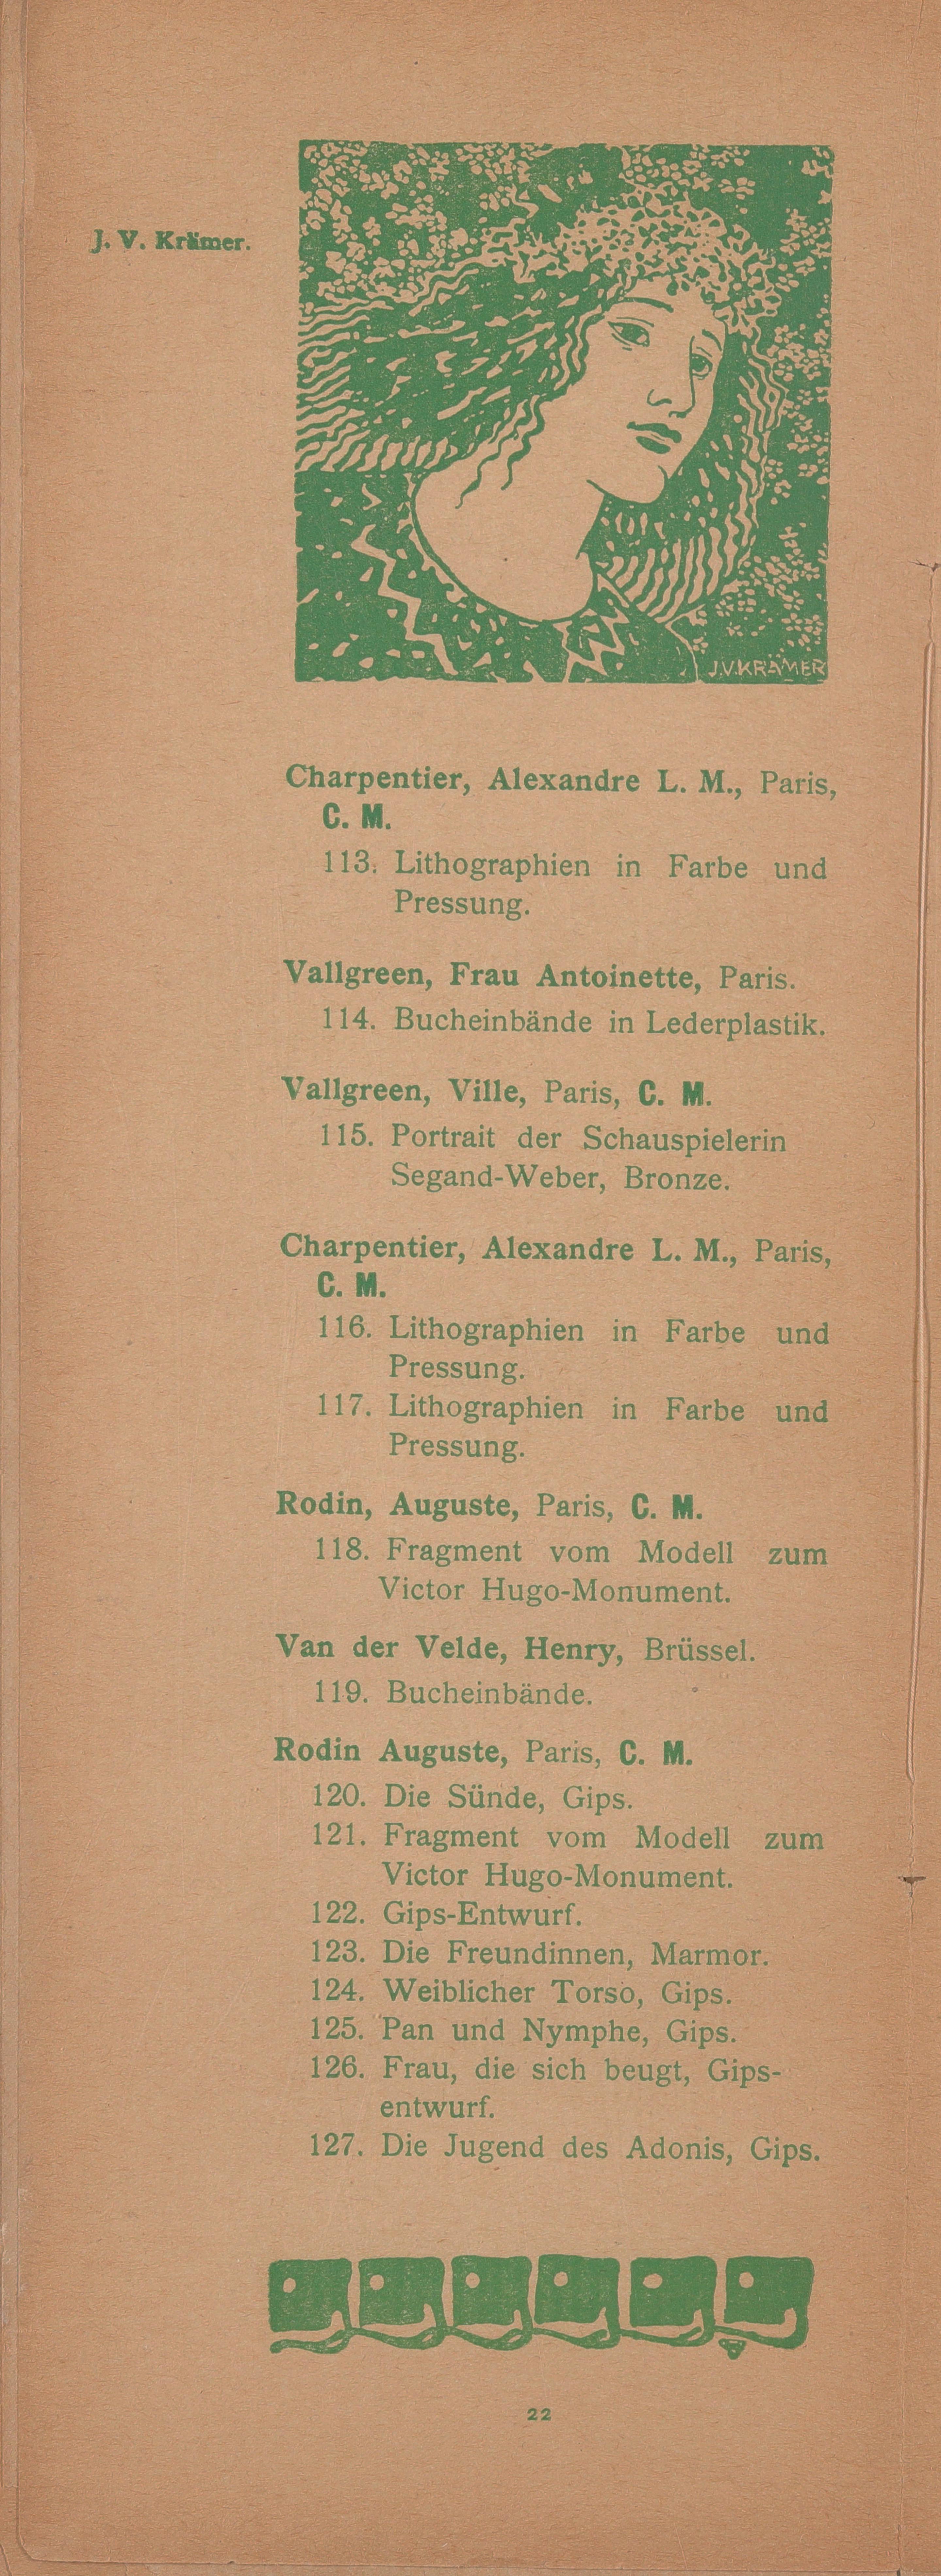 J. V. Krämer.
J.V.KRÄMER
Charpentier, Alexandre L. M., Paris,
C. M.
113. Lithographien in Farbe und
Pressung.
Vallgreen, Frau Antoinette, Paris.
114. Bucheinbände in Lederplastik.
Vallgreen, Ville, Paris, C. M.
115. Portrait der Schauspielerin
Segand-Weber, Bronze.
Charpentier, Alexandre L. M., Paris,
C. M.
116. Lithographien in Farbe und
Pressung.
117. Lithographien in Farbe und
Pressung.
Rodin, Auguste, Paris, C. M.
118. Fragment vom Modell zum
Victor Hugo-Monument.
Van der Velde, Henry, Brüssel.
119. Bucheinbände.
Rodin Auguste, Paris, C. M.
120. Die Sünde, Gips.
121. Fragment vom Modell zum
Victor Hugo-Monument.
122. Gips-Entwurf.
123. Die Freundinnen, Marmor.
124. Weiblicher Torso, Gips.
125. Pan und Nymphe, Gips.
126. Frau, die sich beugt, Gips-
entwurf.
127. Die Jugend des Adonis, Gips.
22